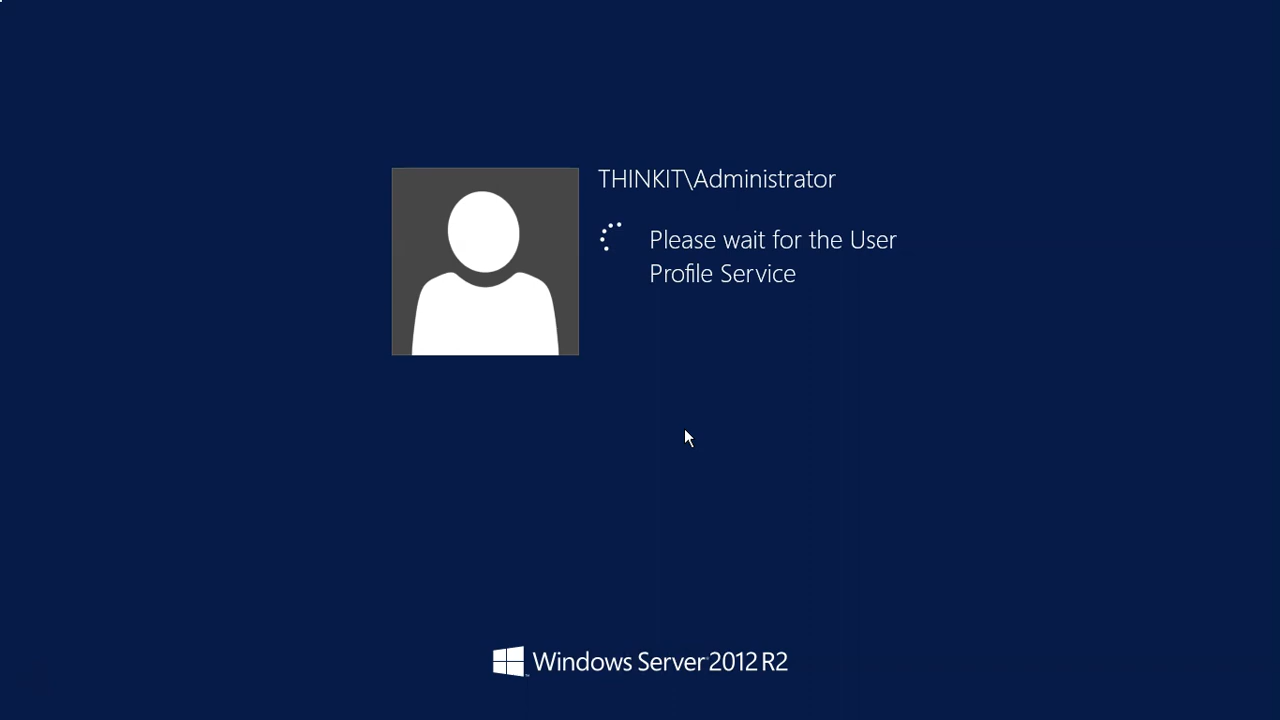 THINKIT\Administrator
Please wait for the User
Profile Service
Windows Server 2012 R2